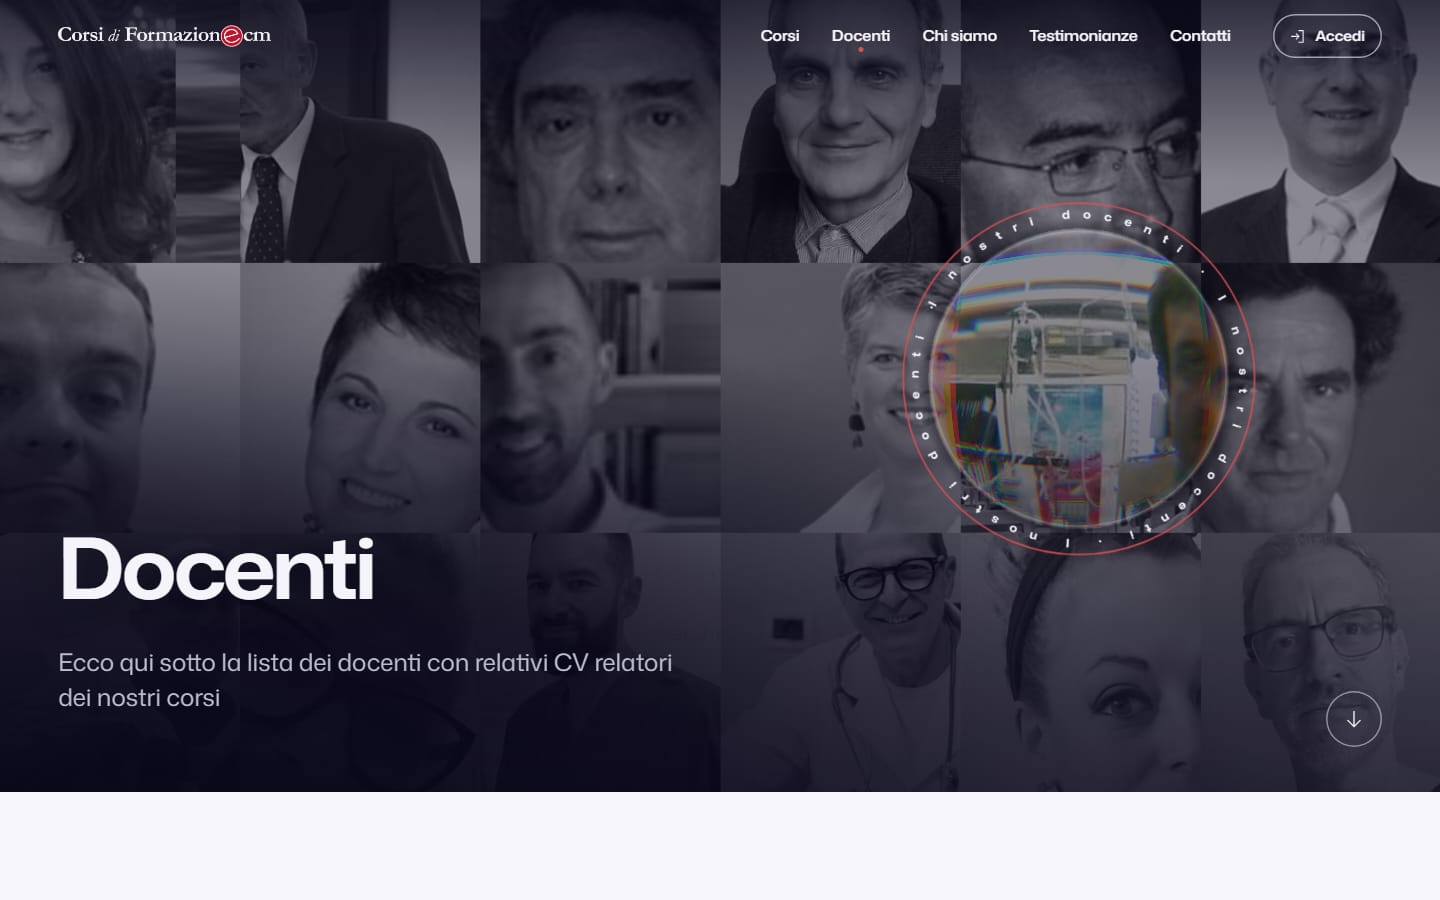 Corsi di Formazionecm
Corsi
Docenti
Chi siamo
Testimonianze
Contatti
Accedi
I nostri docenti · I nostri docenti · I nostri docenti ·
Docenti
Ecco qui sotto la lista dei docenti con relativi CV relatori
dei nostri corsi